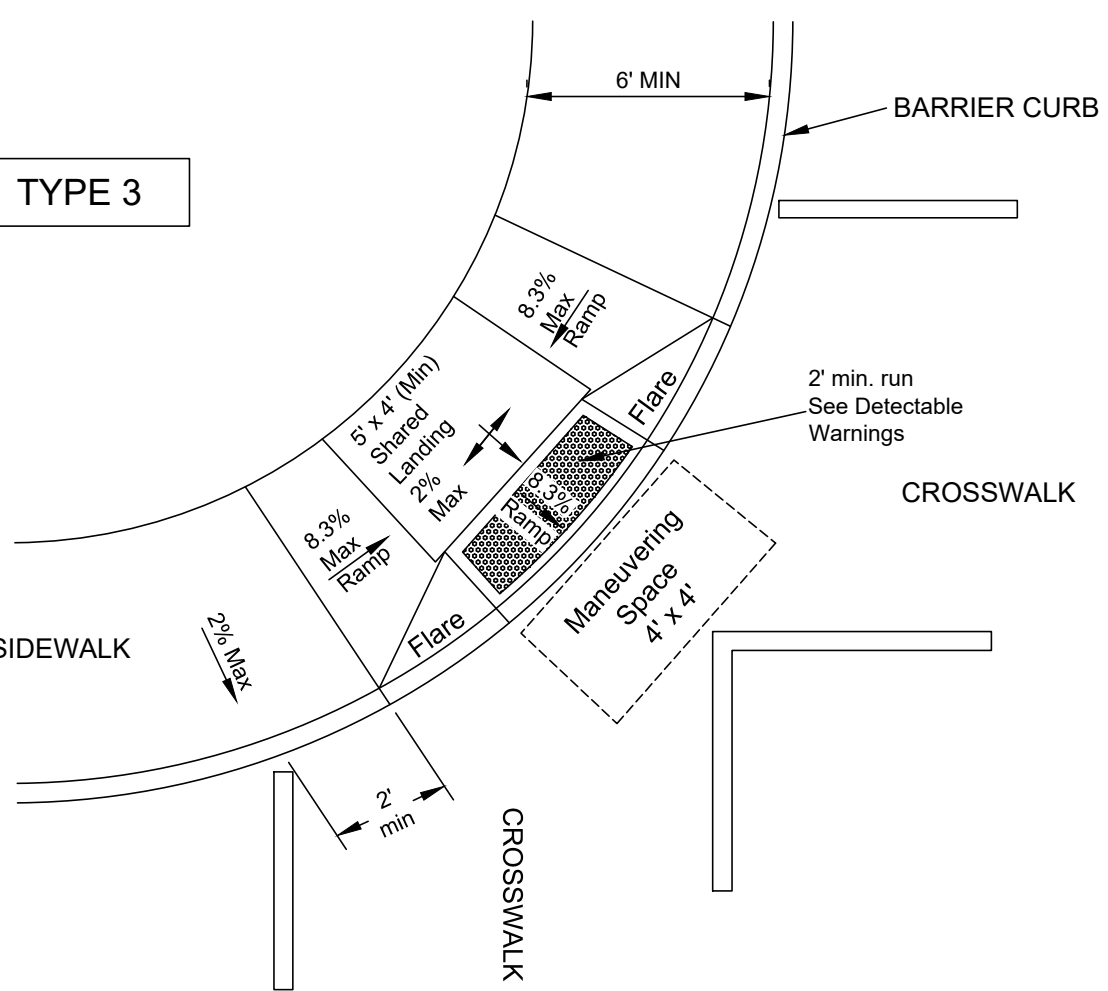 6' MIN
BARRIER CURB
TYPE 3
8.3%
Max
Ramp
5' x 4' (Min)
Shared
Landing
2%
Max
Flare
2' min. run
See Detectable
Warnings
8.3%
Ramp
CROSSWALK
Maneuvering
Space
4' x 4'
8.3%
Max
Ramp
Flare
SIDEWALK
2% Max
2'
min
CROSSWALK